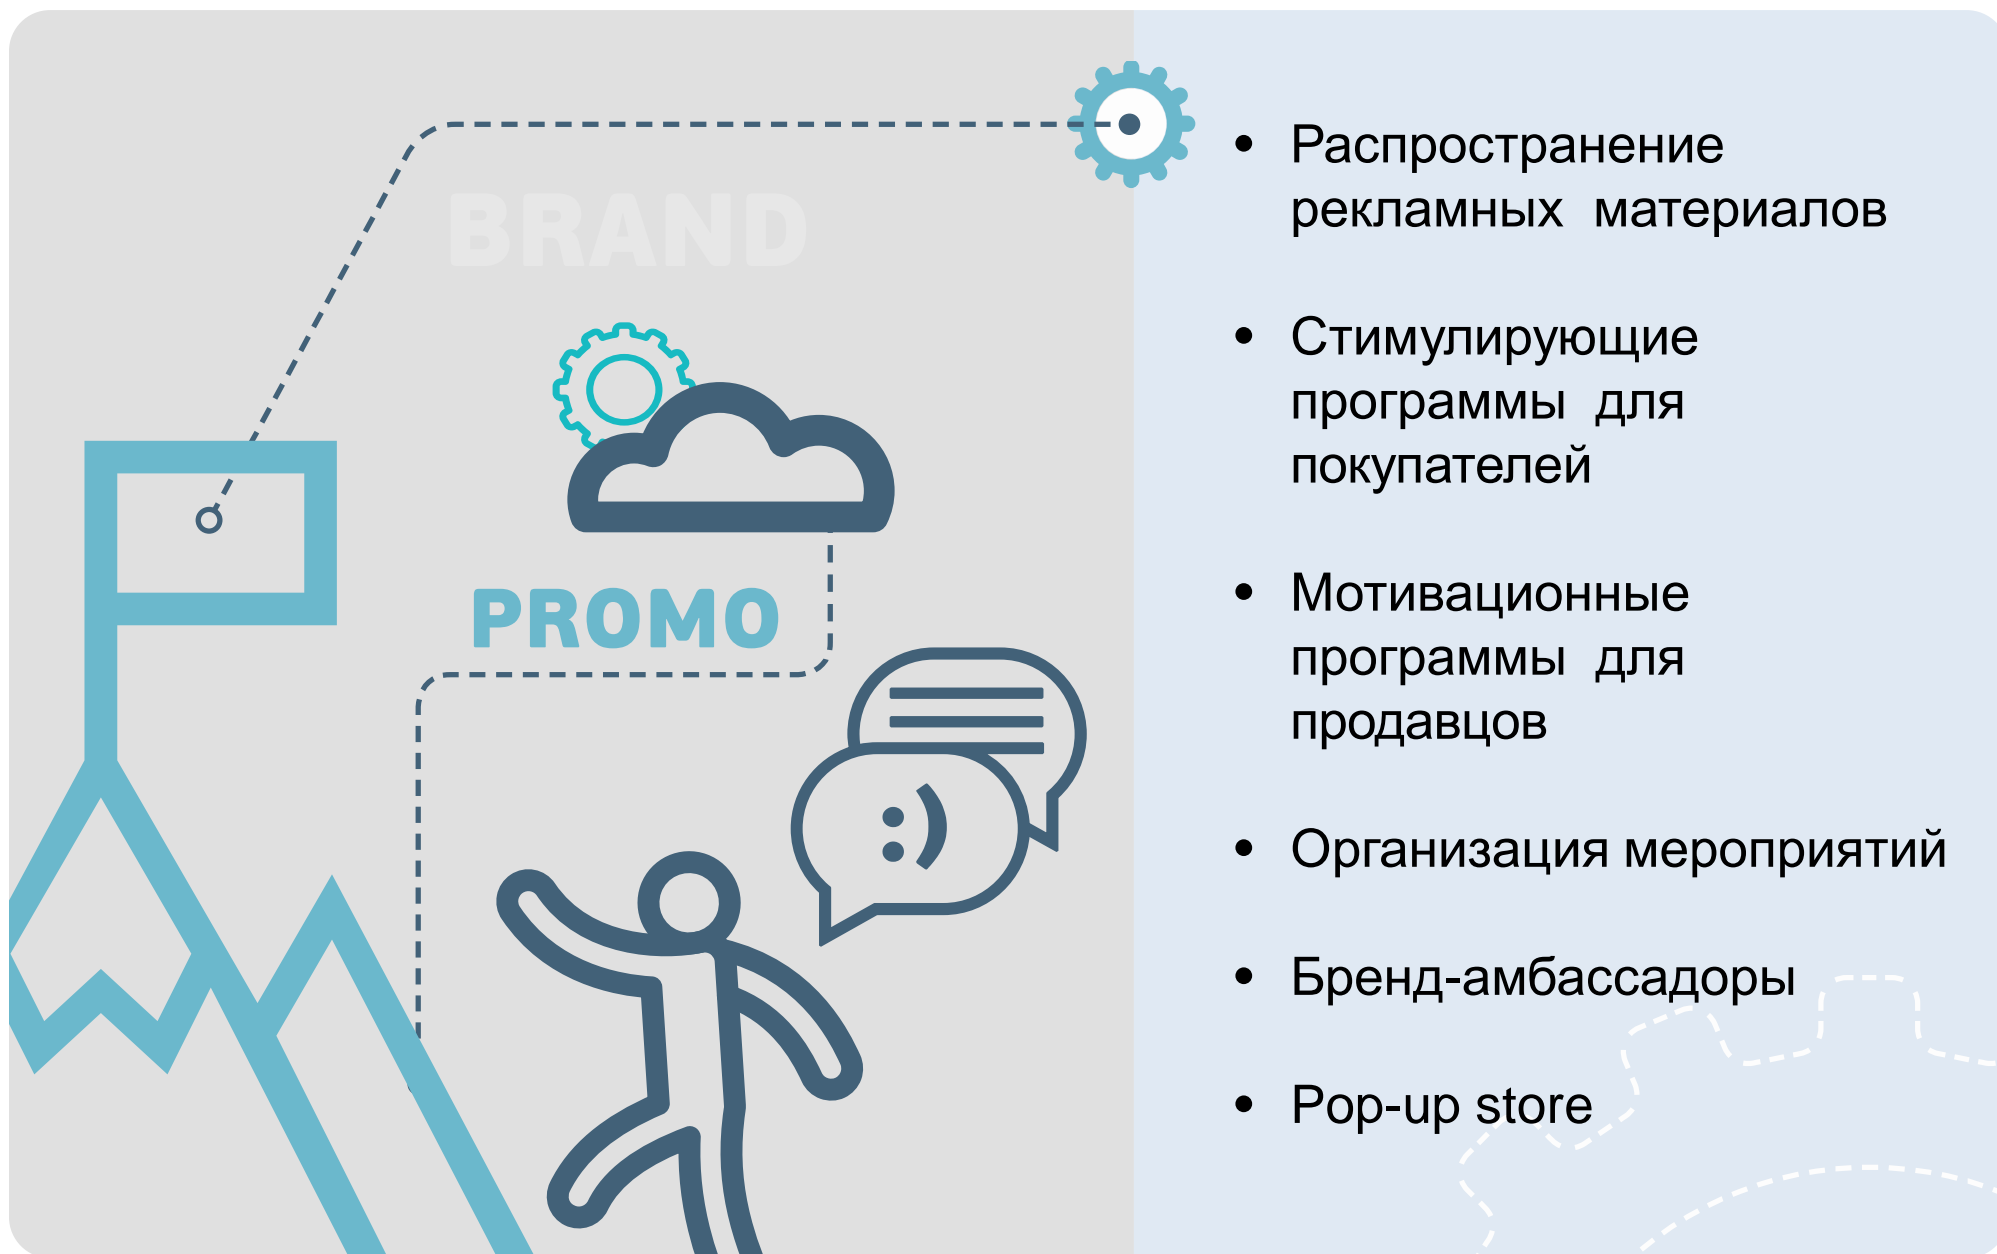 BRAND
PROMO
:)
• Распространение
рекламных материалов
• Стимулирующие
программы для
покупателей
• Мотивационные
программы для
продавцов
• Организация мероприятий
• Бренд-амбассадоры
• Pop-up store